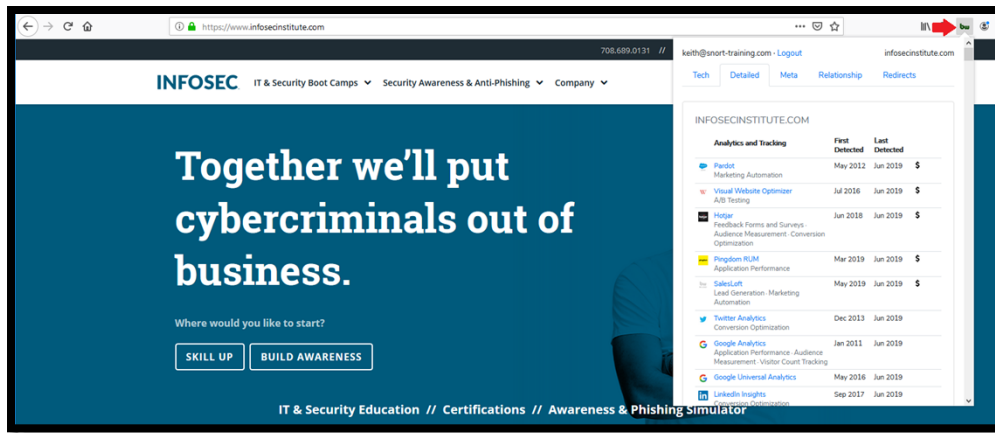 https://www.infosecinstitute.com
bw
708.689.0131 //
INFOSEC IT & Security Boot Camps Security Awareness & Anti-Phishing Company
keith@snort-training.com · Logout infosecinstitute.com
Tech Detailed Meta Relationship Redirects
INFOSECINSTITUTE.COM
Analytics and Tracking First Detected Last Detected
Pardot May 2012 Jun 2019 $
Marketing Automation
Visual Website Optimizer Jul 2016 Jun 2019 $
A/B Testing
Hotjar Jun 2018 Jun 2019 $
Feedback Forms and Surveys ·
Audience Measurement · Conversion
Optimization
Pingdom RUM Mar 2019 Jun 2019 $
Application Performance
SalesLoft May 2019 Jun 2019 $
Lead Generation · Marketing
Automation
Twitter Analytics Dec 2013 Jun 2019
Conversion Optimization
Google Analytics Jan 2011 Jun 2019
Application Performance · Audience
Measurement · Visitor Count Tracking
Google Universal Analytics May 2016 Jun 2019
LinkedIn Insights Sep 2017 Jun 2019
Conversion Optimization
Together we'll put
cybercriminals out of
business.
Where would you like to start?
SKILL UP BUILD AWARENESS
IT & Security Education // Certifications // Awareness & Phishing Simulator